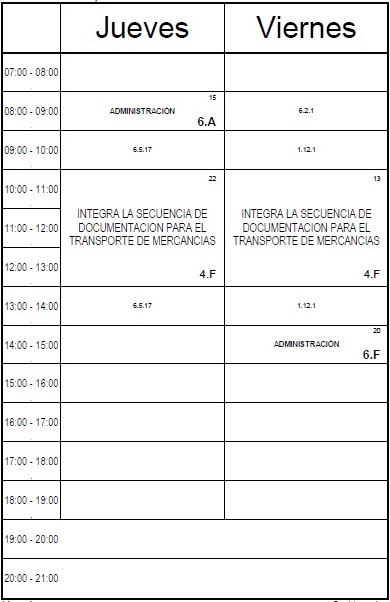 Jueves Viernes
07:00 - 08:00
15
08:00 - 09:00 ADMINISTRACIÓN 6.2.1
6.A
09:00 - 10:00 6.5.17 1.12.1
22 13
10:00 - 11:00
INTEGRA LA SECUENCIA DE INTEGRA LA SECUENCIA DE
11:00 - 12:00 DOCUMENTACION PARA EL DOCUMENTACION PARA EL
TRANSPORTE DE MERCANCIAS TRANSPORTE DE MERCANCIAS
12:00 - 13:00
4.F 4.F
13:00 - 14:00 6.5.17 1.12.1
20
14:00 - 15:00 ADMINISTRACIÓN
6.F
15:00 - 16:00
16:00 - 17:00
17:00 - 18:00
18:00 - 19:00
19:00 - 20:00
20:00 - 21:00